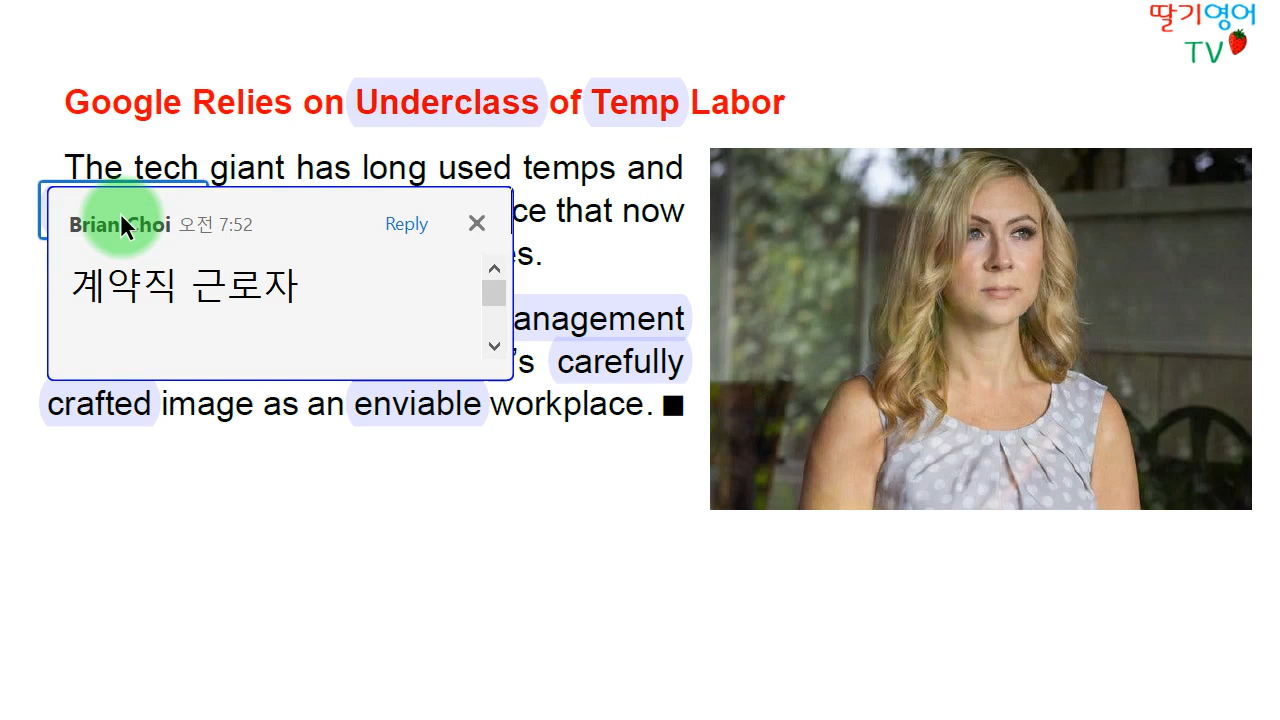 딸기영어
TV
Google Relies on Underclass of Temp Labor
The tech giant has long used temps and
Brian Choi 오전 7:52 Reply
that now
계약직 근로자
anagement
's carefully
crafted image as an enviable workplace. ■